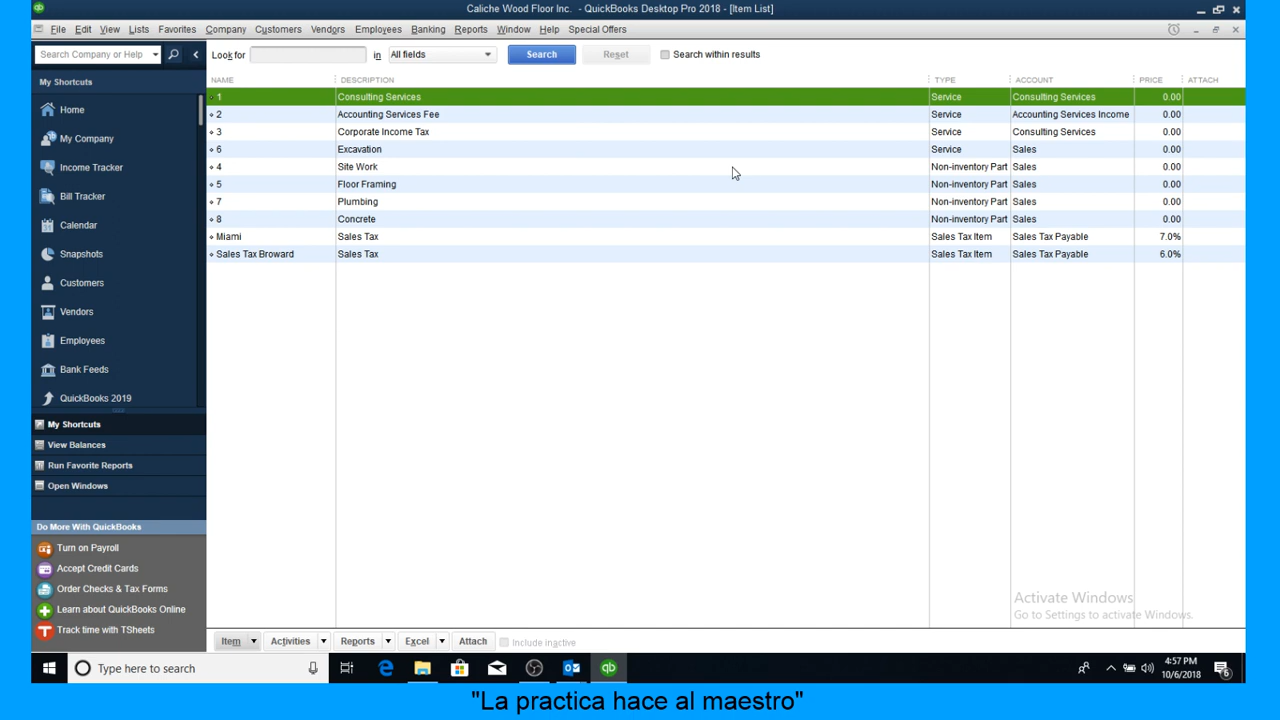 Caliche Wood Floor Inc. - QuickBooks Desktop Pro 2018 - [Item List]
File Edit View Lists Favorites Company Customers Vendors Employees Banking Reports Window Help Special Offers
Search Company or Help
Look for in All fields Search Reset Search within results
My Shortcuts
Home
My Company
Income Tracker
Bill Tracker
Calendar
Snapshots
Customers
Vendors
Employees
Bank Feeds
QuickBooks 2019
My Shortcuts
View Balances
Run Favorite Reports
Open Windows
Do More With QuickBooks
Turn on Payroll
Accept Credit Cards
Order Checks & Tax Forms
Learn about QuickBooks Online
Track time with TSheets
NAME DESCRIPTION TYPE ACCOUNT PRICE ATTACH
1 Consulting Services Service Consulting Services 0.00
2 Accounting Services Fee Service Accounting Services Income 0.00
3 Corporate Income Tax Service Consulting Services 0.00
6 Excavation Service Sales 0.00
4 Site Work Non-inventory Part Sales 0.00
5 Floor Framing Non-inventory Part Sales 0.00
7 Plumbing Non-inventory Part Sales 0.00
8 Concrete Non-inventory Part Sales 0.00
Miami Sales Tax Sales Tax Item Sales Tax Payable 7.0%
Sales Tax Broward Sales Tax Sales Tax Item Sales Tax Payable 6.0%
Activate Windows
Go to Settings to activate Windows.
Item Activities Reports Excel Attach Include inactive
Type here to search
4:57 PM
10/6/2018
6
"La practica hace al maestro"